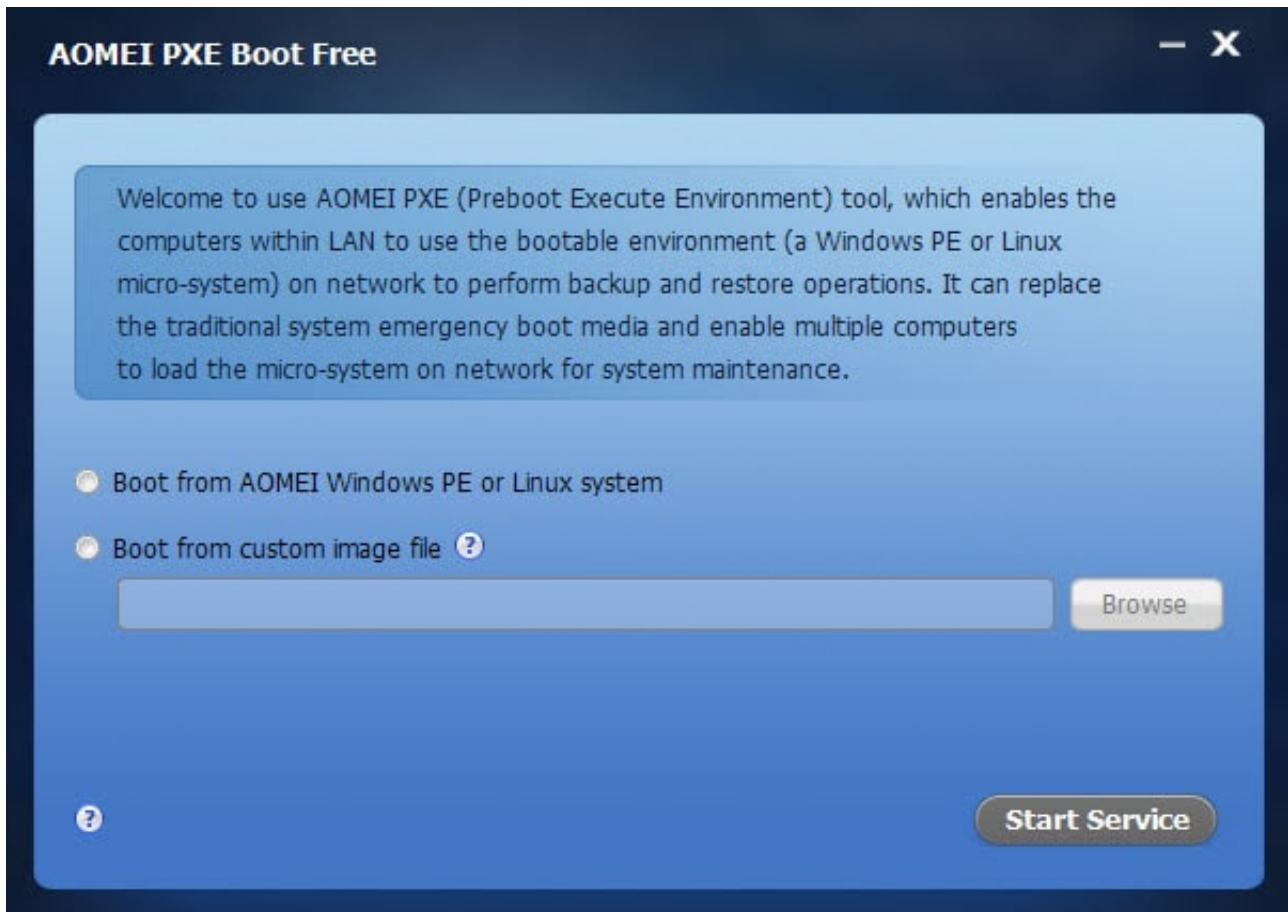 AOMEI PXE Boot Free
Welcome to use AOMEI PXE (Preboot Execute Environment) tool, which enables the
computers within LAN to use the bootable environment (a Windows PE or Linux
micro-system) on network to perform backup and restore operations. It can replace
the traditional system emergency boot media and enable multiple computers
to load the micro-system on network for system maintenance.
Boot from AOMEI Windows PE or Linux system
Boot from custom image file ?
Browse
?
Start Service